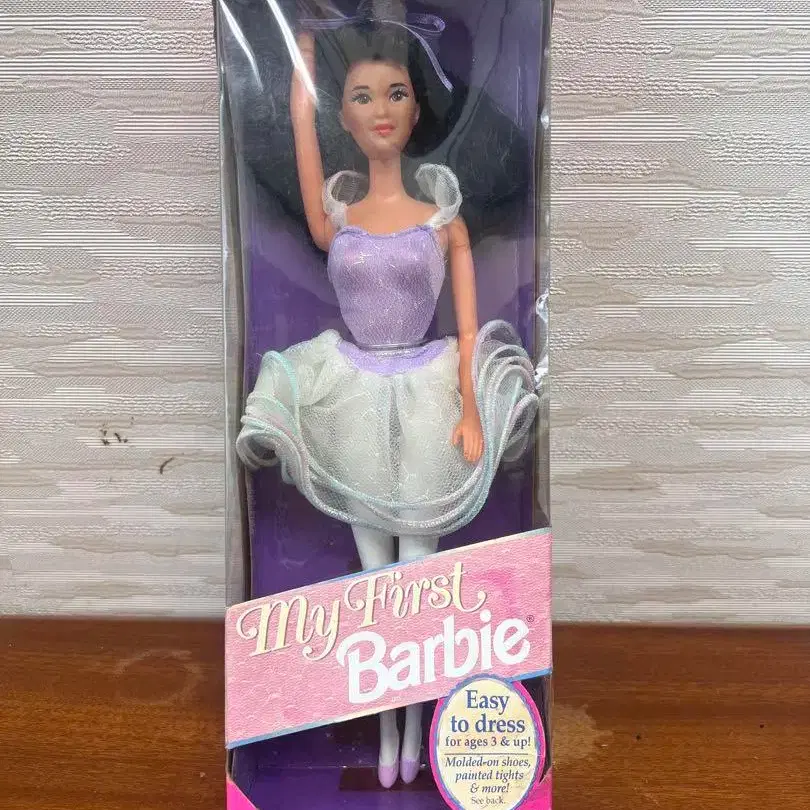 My First
Barbie®
Easy
to dress
for ages 3 & up!
Molded-on shoes,
painted tights
& more!
See back.